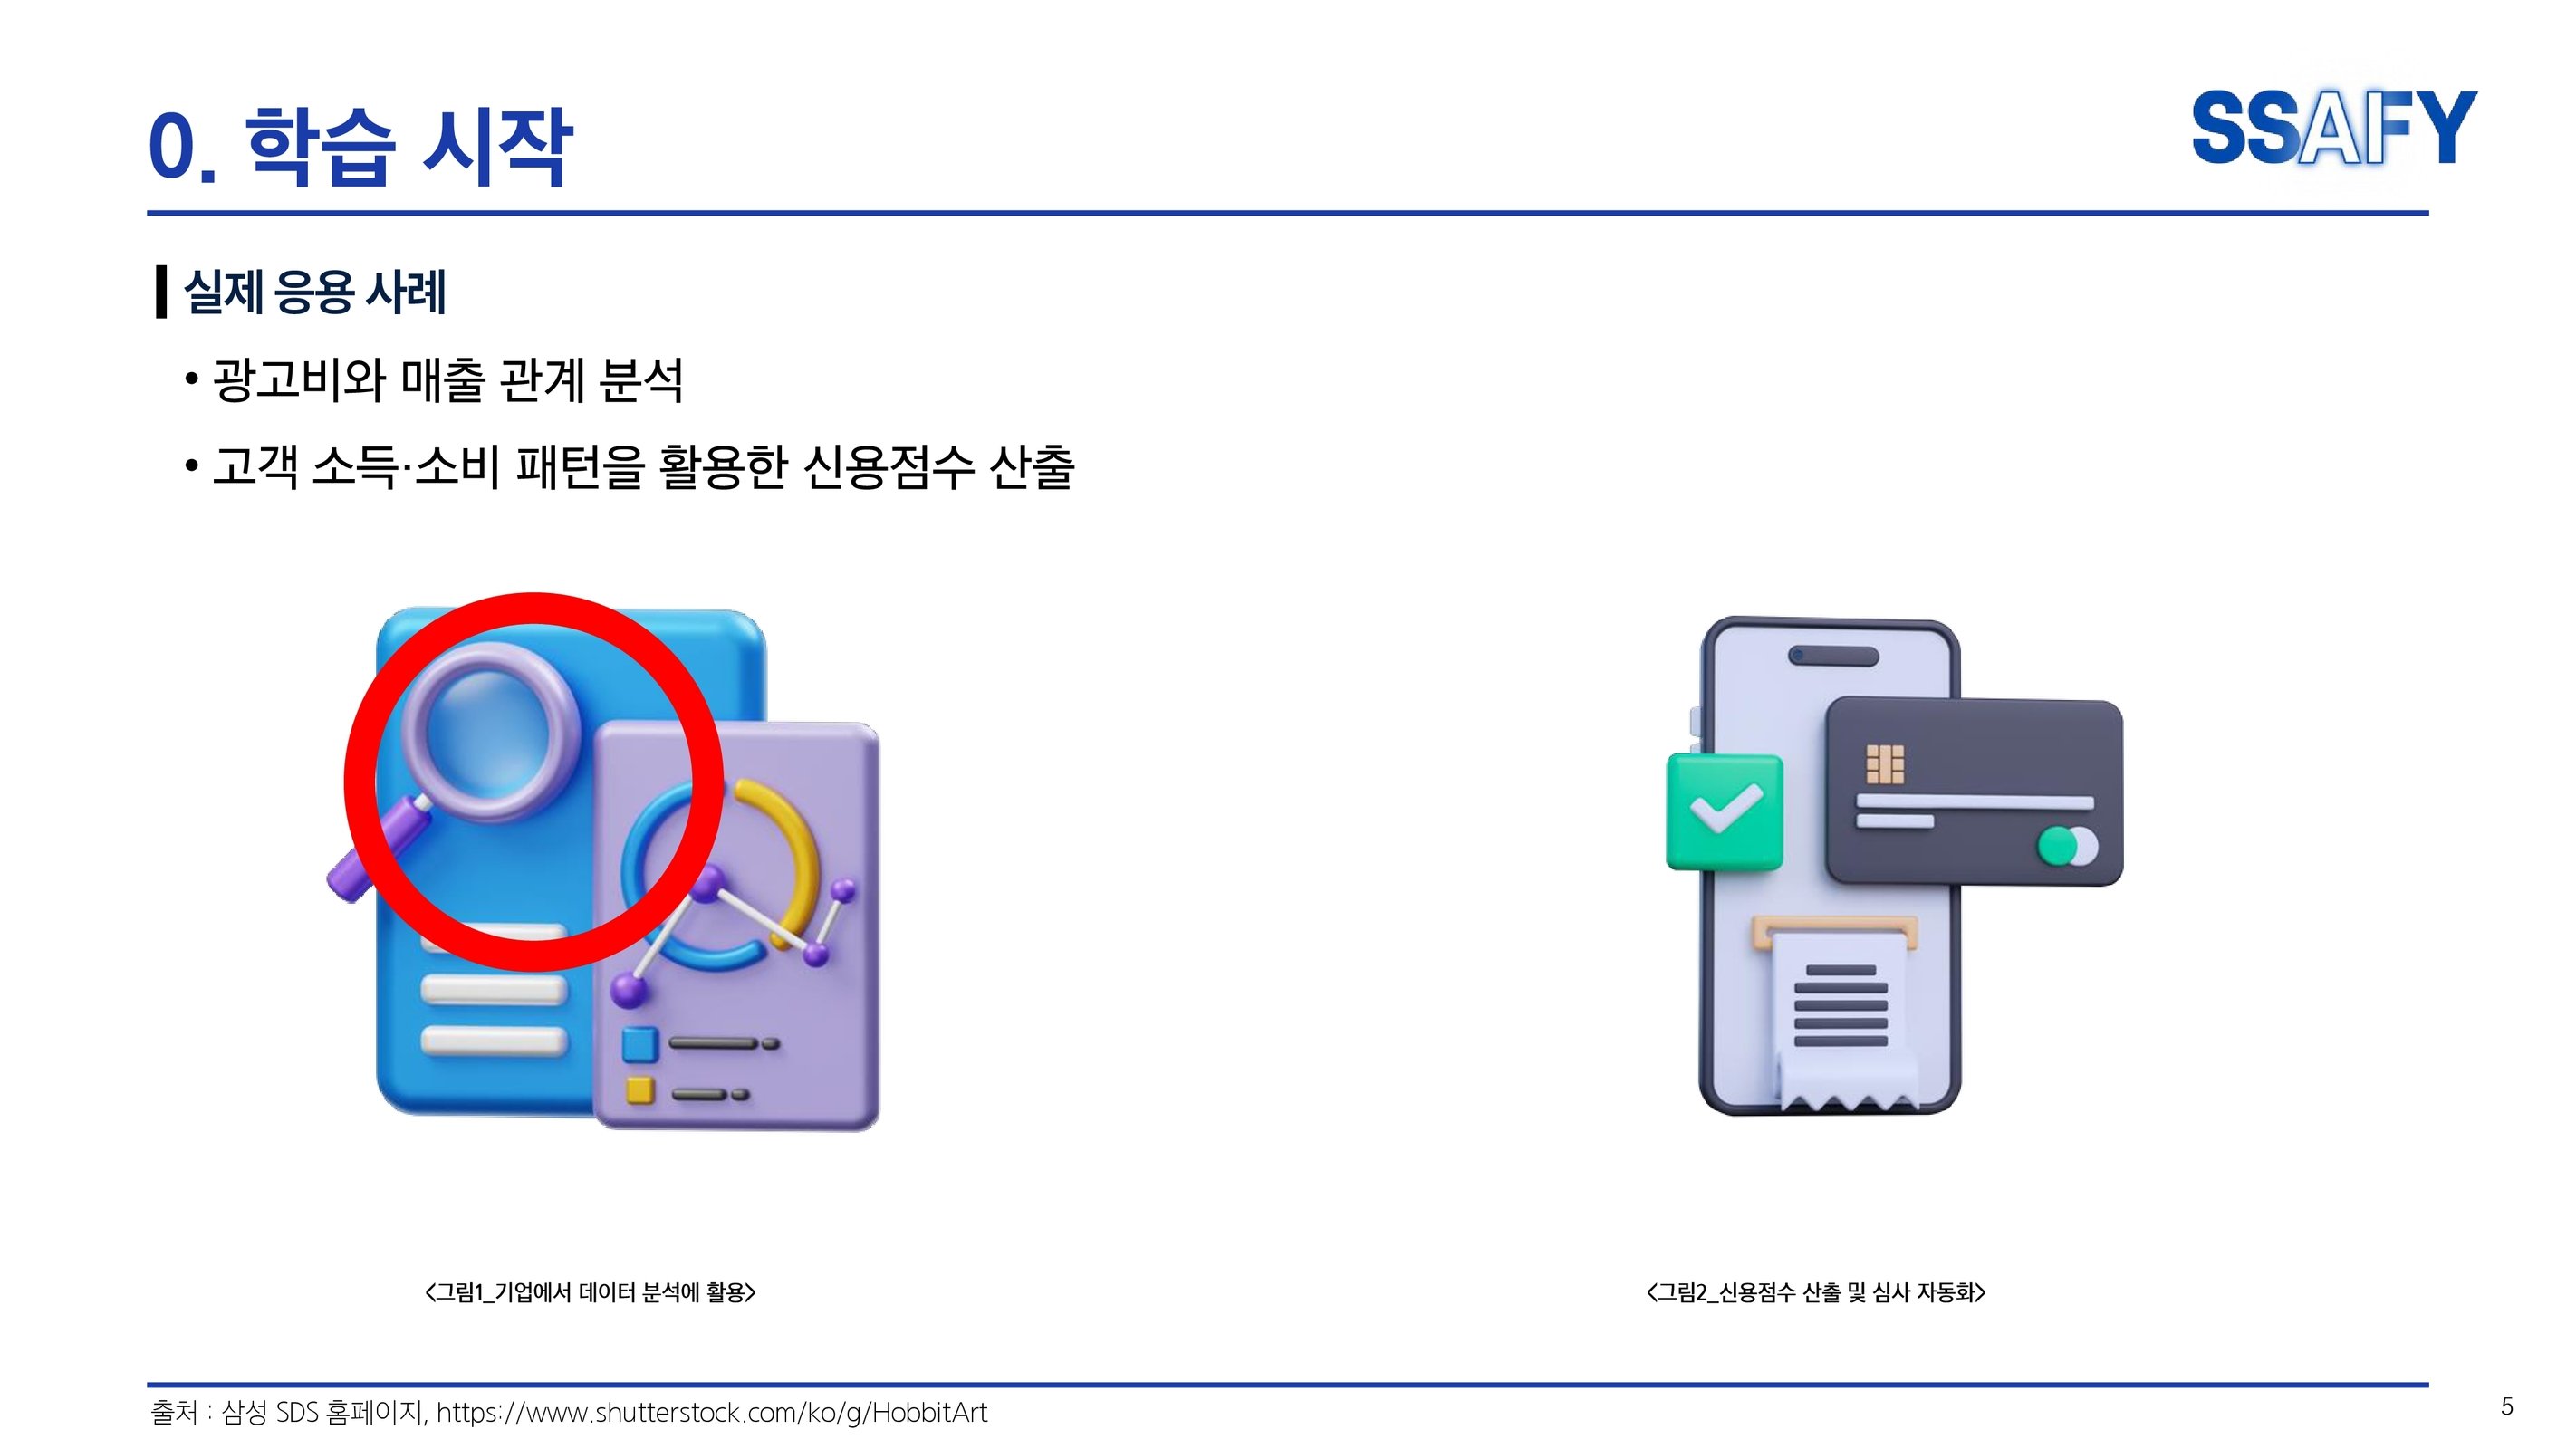 0. 학습 시작
SSAFY
실제 응용 사례
• 광고비와 매출 관계 분석
• 고객 소득·소비 패턴을 활용한 신용점수 산출
<그림1_기업에서 데이터 분석에 활용>
<그림2_신용점수 산출 및 심사 자동화>
출처 : 삼성 SDS 홈페이지, https://www.shutterstock.com/ko/g/HobbitArt
5